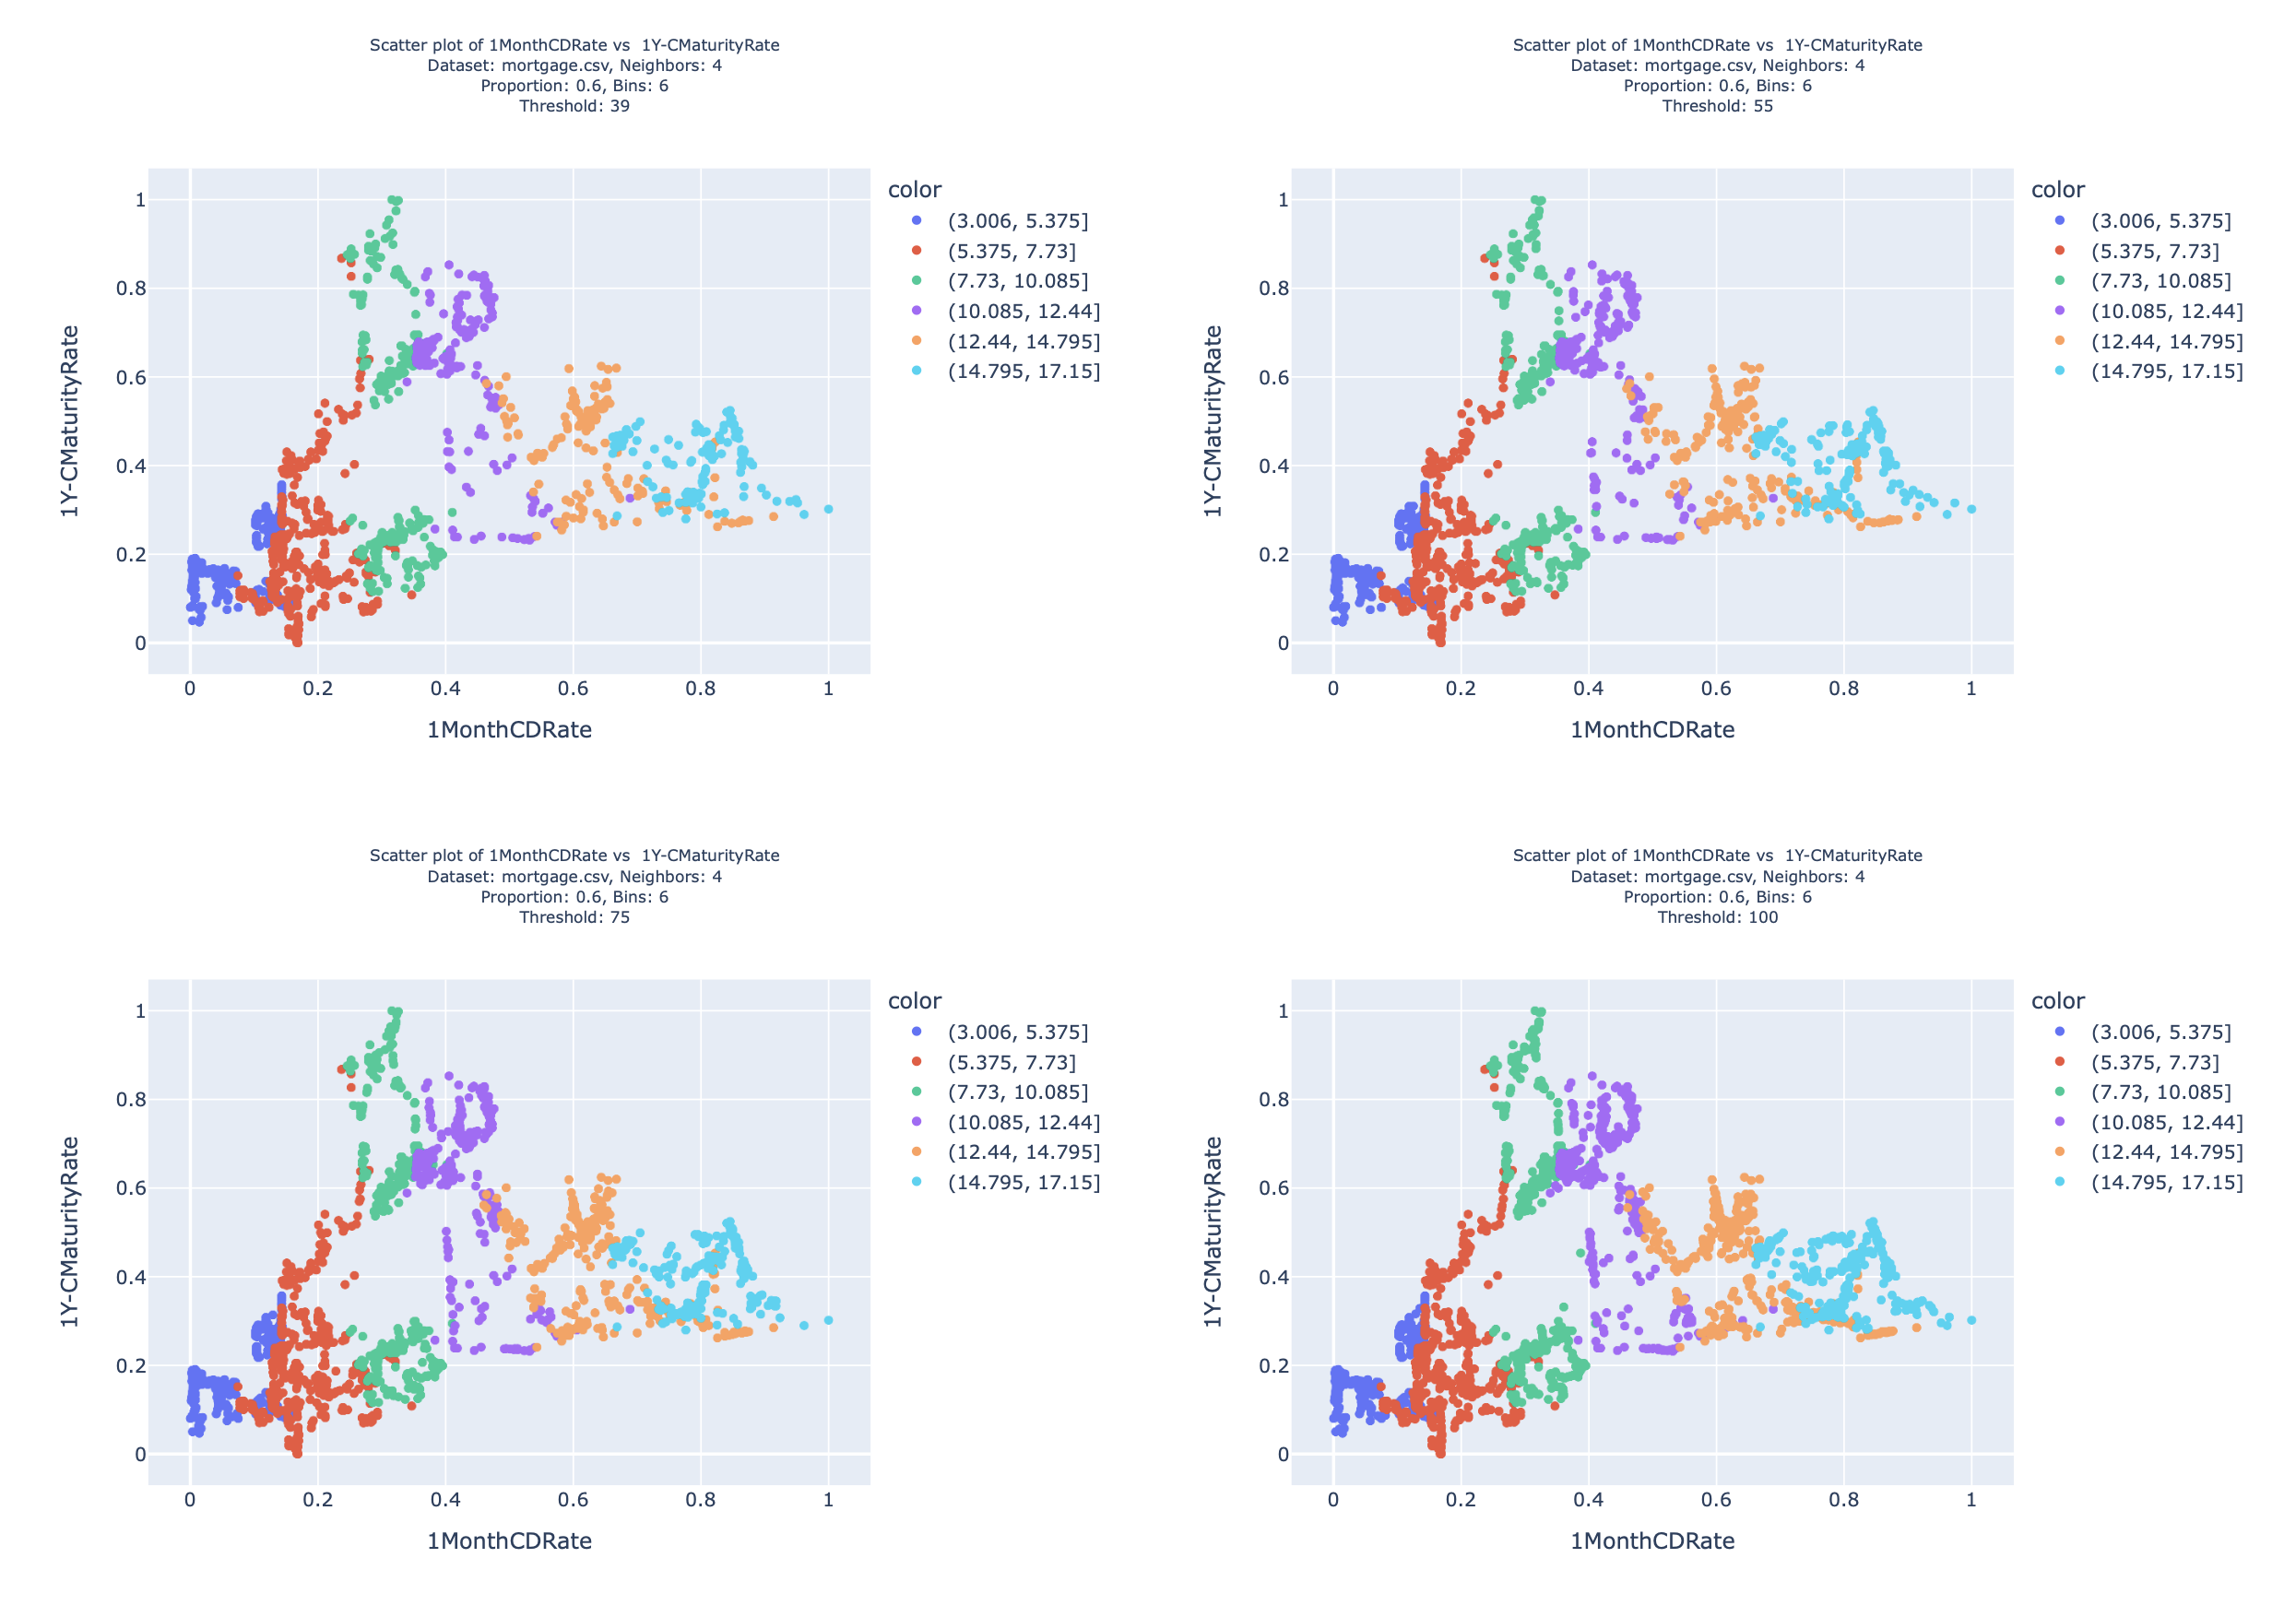 Scatter plot of 1MonthCDRate vs  1Y-CMaturityRate
Dataset: mortgage.csv, Neighbors: 4
Proportion: 0.6, Bins: 6
Threshold: 39
1
0.8
0.6
0.4
0.2
0
1Y-CMaturityRate
0 0.2 0.4 0.6 0.8 1
1MonthCDRate
color
(3.006, 5.375]
(5.375, 7.73]
(7.73, 10.085]
(10.085, 12.44]
(12.44, 14.795]
(14.795, 17.15]
Scatter plot of 1MonthCDRate vs  1Y-CMaturityRate
Dataset: mortgage.csv, Neighbors: 4
Proportion: 0.6, Bins: 6
Threshold: 55
1
0.8
0.6
0.4
0.2
0
1Y-CMaturityRate
0 0.2 0.4 0.6 0.8 1
1MonthCDRate
color
(3.006, 5.375]
(5.375, 7.73]
(7.73, 10.085]
(10.085, 12.44]
(12.44, 14.795]
(14.795, 17.15]
Scatter plot of 1MonthCDRate vs  1Y-CMaturityRate
Dataset: mortgage.csv, Neighbors: 4
Proportion: 0.6, Bins: 6
Threshold: 75
1
0.8
0.6
0.4
0.2
0
1Y-CMaturityRate
0 0.2 0.4 0.6 0.8 1
1MonthCDRate
color
(3.006, 5.375]
(5.375, 7.73]
(7.73, 10.085]
(10.085, 12.44]
(12.44, 14.795]
(14.795, 17.15]
Scatter plot of 1MonthCDRate vs  1Y-CMaturityRate
Dataset: mortgage.csv, Neighbors: 4
Proportion: 0.6, Bins: 6
Threshold: 100
1
0.8
0.6
0.4
0.2
0
1Y-CMaturityRate
0 0.2 0.4 0.6 0.8 1
1MonthCDRate
color
(3.006, 5.375]
(5.375, 7.73]
(7.73, 10.085]
(10.085, 12.44]
(12.44, 14.795]
(14.795, 17.15]